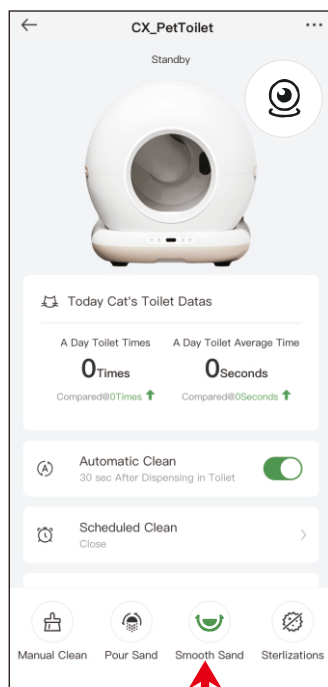 CX_PetToilet
Standby
Today Cat's Toilet Datas
A Day Toilet Times A Day Toilet Average Time
0Times 0Seconds
Compared@0Times Compared@0Seconds
Automatic Clean
30 sec After Dispensing in Toliet
Scheduled Clean
Close
Manual Clean Pour Sand Smooth Sand Sterlizations